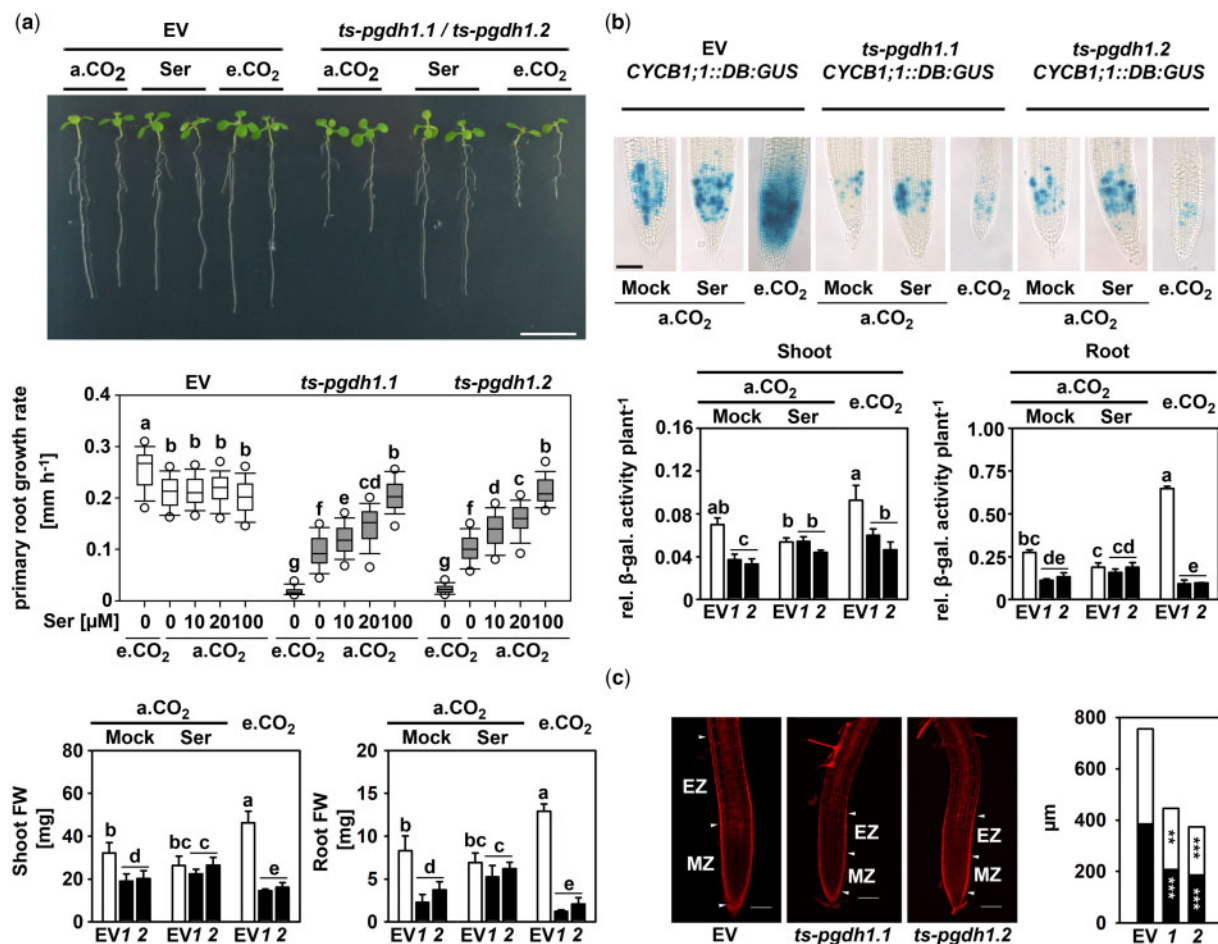 (a)
EV
ts-pgdh1.1 / ts-pgdh1.2
a.CO2 Ser e.CO2 a.CO2 Ser e.CO2
EV ts-pgdh1.1 ts-pgdh1.2
primary root growth rate
[mm h-1]
0.4
0.3
0.2
0.1
0
a b b b b g f e cd b g f d c b
Ser [µM] 0 0 10 20 100 0 0 10 20 100 0 0 10 20 100
e.CO2 a.CO2 e.CO2 a.CO2 e.CO2 a.CO2
a.CO2
Mock Ser e.CO2
Shoot FW
[mg]
80
60
40
20
0
b d bc c a e
EV 1 2 EV 1 2 EV 1 2
a.CO2
Mock Ser e.CO2
Root FW
[mg]
20
15
10
5
0
b d bc c a e
EV 1 2 EV 1 2 EV 1 2
(b)
EV ts-pgdh1.1 ts-pgdh1.2
CYCB1;1::DB:GUS CYCB1;1::DB:GUS CYCB1;1::DB:GUS
Mock Ser e.CO2 Mock Ser e.CO2 Mock Ser e.CO2
a.CO2 a.CO2 a.CO2
Shoot
a.CO2
Mock Ser e.CO2
rel. β-gal. activity plant-1
0.16
0.12
0.08
0.04
0
ab c b b a b
EV 1 2 EV 1 2 EV 1 2
Root
a.CO2
Mock Ser e.CO2
rel. β-gal. activity plant-1
1.00
0.75
0.50
0.25
0
bc de c cd a e
EV 1 2 EV 1 2 EV 1 2
(c)
EZ
MZ
EZ
MZ
EZ
MZ
EV ts-pgdh1.1 ts-pgdh1.2
µm
800
600
400
200
0
** ***
*** ***
EV 1 2